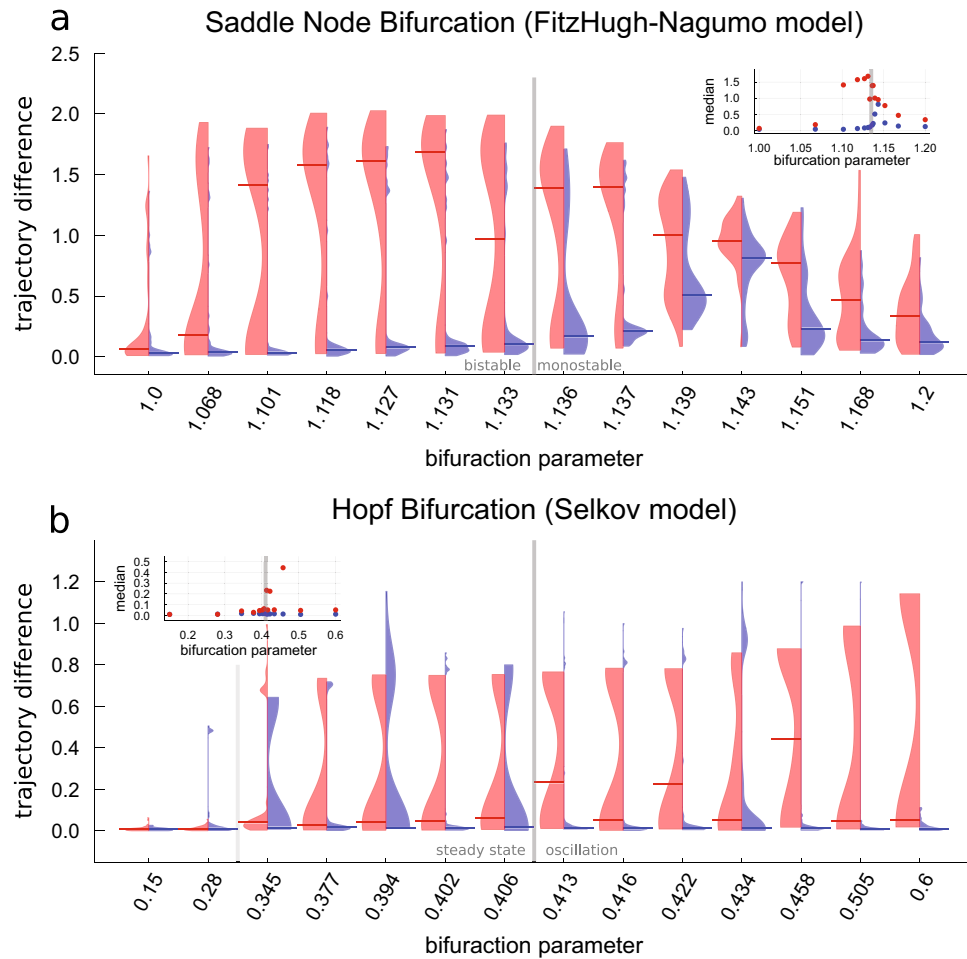 a
Saddle Node Bifurcation (FitzHugh-Nagumo model)
trajectory difference
2.5
2.0
1.5
1.0
0.5
0.0
median
1.5
1.0
0.5
0.0
1.00 1.05 1.10 1.15 1.20
bifurcation parameter
bistable monostable
1.0 1.068 1.101 1.118 1.127 1.131 1.133 1.136 1.137 1.139 1.143 1.151 1.168 1.2
bifuraction parameter
b
Hopf Bifurcation (Selkov model)
trajectory difference
1.2
1.0
0.8
0.6
0.4
0.2
0.0
median
0.5
0.4
0.3
0.2
0.1
0.0
0.2 0.3 0.4 0.5 0.6
bifurcation parameter
steady state oscillation
0.15 0.28 0.345 0.377 0.394 0.402 0.406 0.413 0.416 0.422 0.434 0.458 0.505 0.6
bifuraction parameter